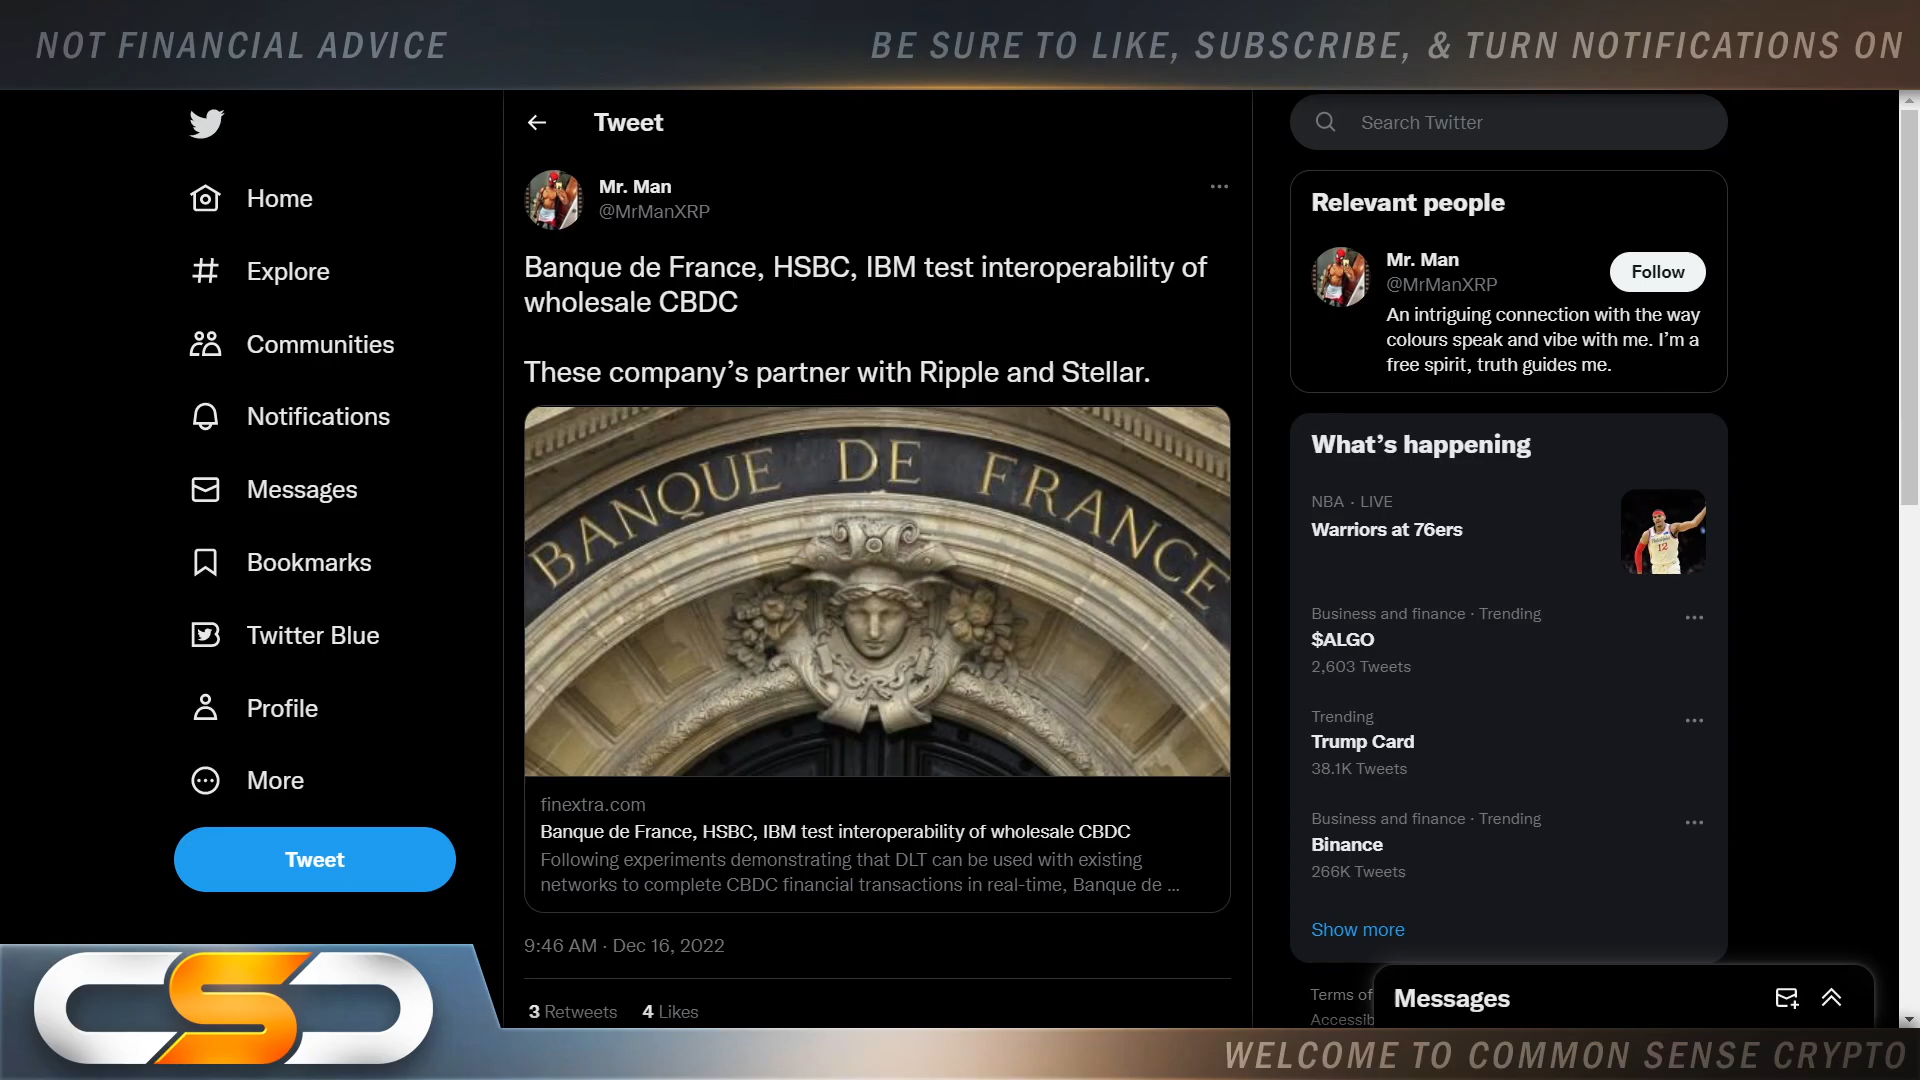 NOT FINANCIAL ADVICE
BE SURE TO LIKE, SUBSCRIBE, & TURN NOTIFICATIONS ON
Home
Explore
Communities
Notifications
Messages
Bookmarks
Twitter Blue
Profile
More
Tweet
Tweet
Mr. Man
@MrManXRP
Banque de France, HSBC, IBM test interoperability of
wholesale CBDC
These company’s partner with Ripple and Stellar.
BANQUE DE FRANCE
finextra.com
Banque de France, HSBC, IBM test interoperability of wholesale CBDC
Following experiments demonstrating that DLT can be used with existing
networks to complete CBDC financial transactions in real-time, Banque de ...
9:46 AM · Dec 16, 2022
3 Retweets 4 Likes
Search Twitter
Relevant people
Mr. Man
@MrManXRP
Follow
An intriguing connection with the way
colours speak and vibe with me. I’m a
free spirit, truth guides me.
What’s happening
NBA · LIVE
Warriors at 76ers
12
Business and finance · Trending
$ALGO
2,603 Tweets
Trending
Trump Card
38.1K Tweets
Business and finance · Trending
Binance
266K Tweets
Show more
Terms of
Messages
CSC
WELCOME TO COMMON SENSE CRYPTO